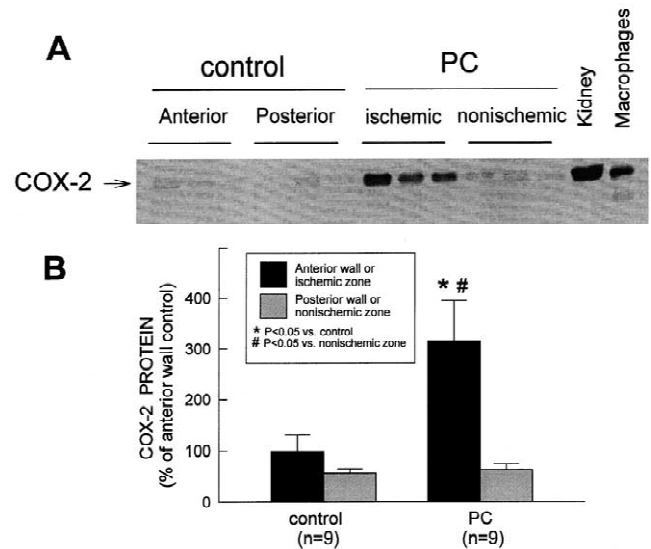 A
control PC
Anterior Posterior ischemic nonischemic Kidney Macrophages
COX-2
B
COX-2 PROTEIN
(% of anterior wall control)
400
300
200
100
0
Anterior wall or
ischemic zone
Posterior wall or
nonischemic zone
* P<0.05 vs. control
# P<0.05 vs. nonischemic zone
* #
control PC
(n=9) (n=9)